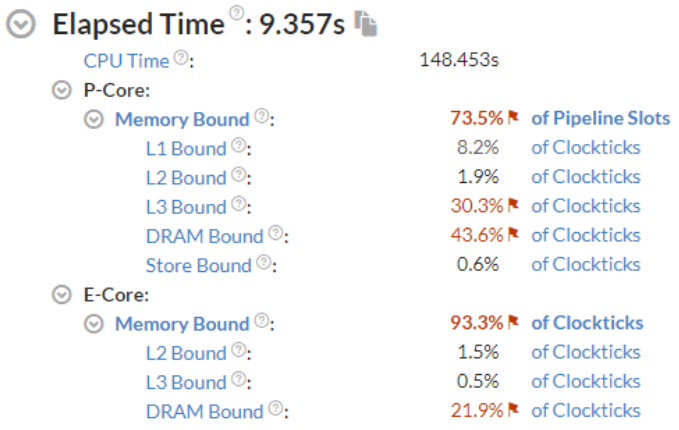 Elapsed Time ? : 9.357s
CPU Time ? : 148.453s
P-Core:
Memory Bound ? : 73.5% of Pipeline Slots
L1 Bound ? : 8.2% of Clockticks
L2 Bound ? : 1.9% of Clockticks
L3 Bound ? : 30.3% of Clockticks
DRAM Bound ? : 43.6% of Clockticks
Store Bound ? : 0.6% of Clockticks
E-Core:
Memory Bound ? : 93.3% of Clockticks
L2 Bound ? : 1.5% of Clockticks
L3 Bound ? : 0.5% of Clockticks
DRAM Bound ? : 21.9% of Clockticks